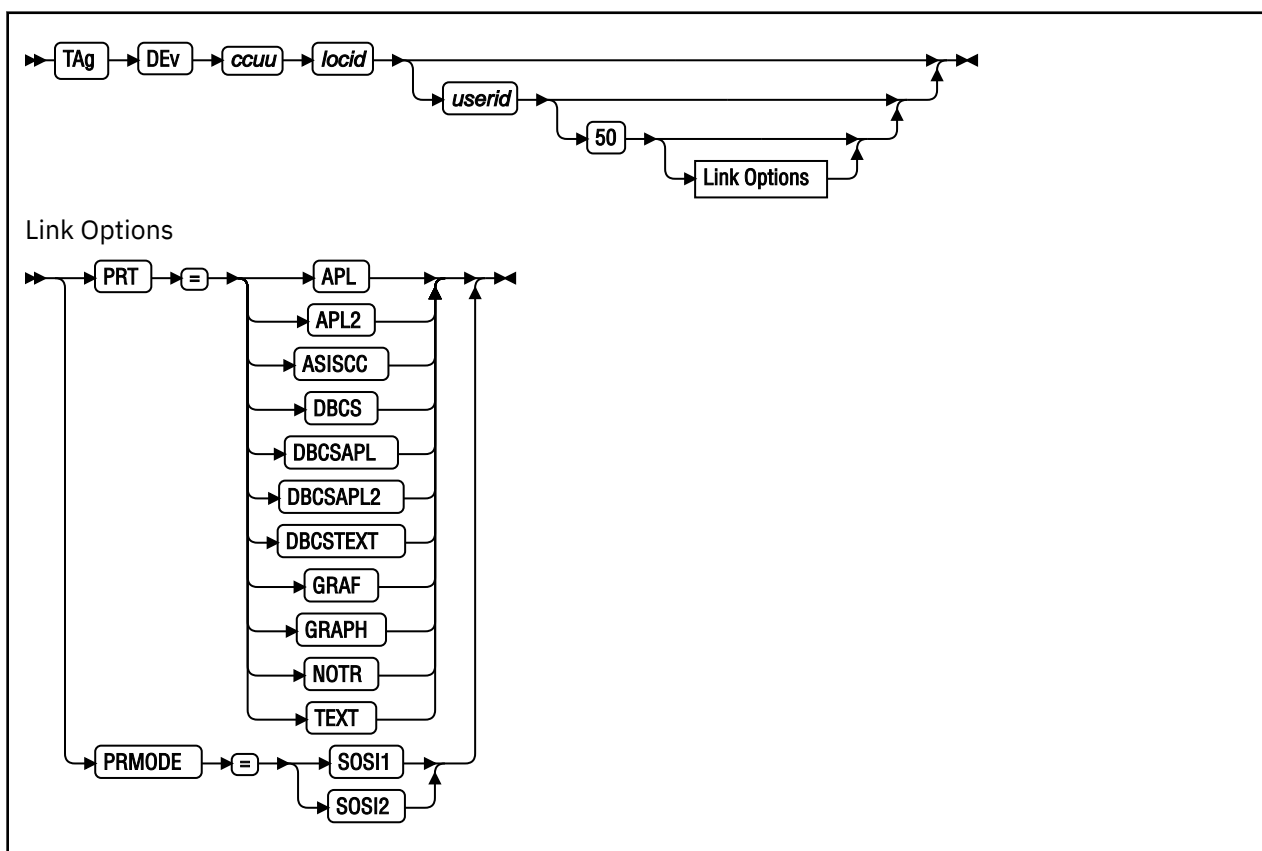 TAg DEv ccuu locid
userid
50
Link Options
Link Options
PRT = APL
APL2
ASISCC
DBCS
DBCSAPL
DBCSAPL2
DBCSTEXT
GRAF
GRAPH
NOTR
TEXT
PRMODE = SOSI1
SOSI2